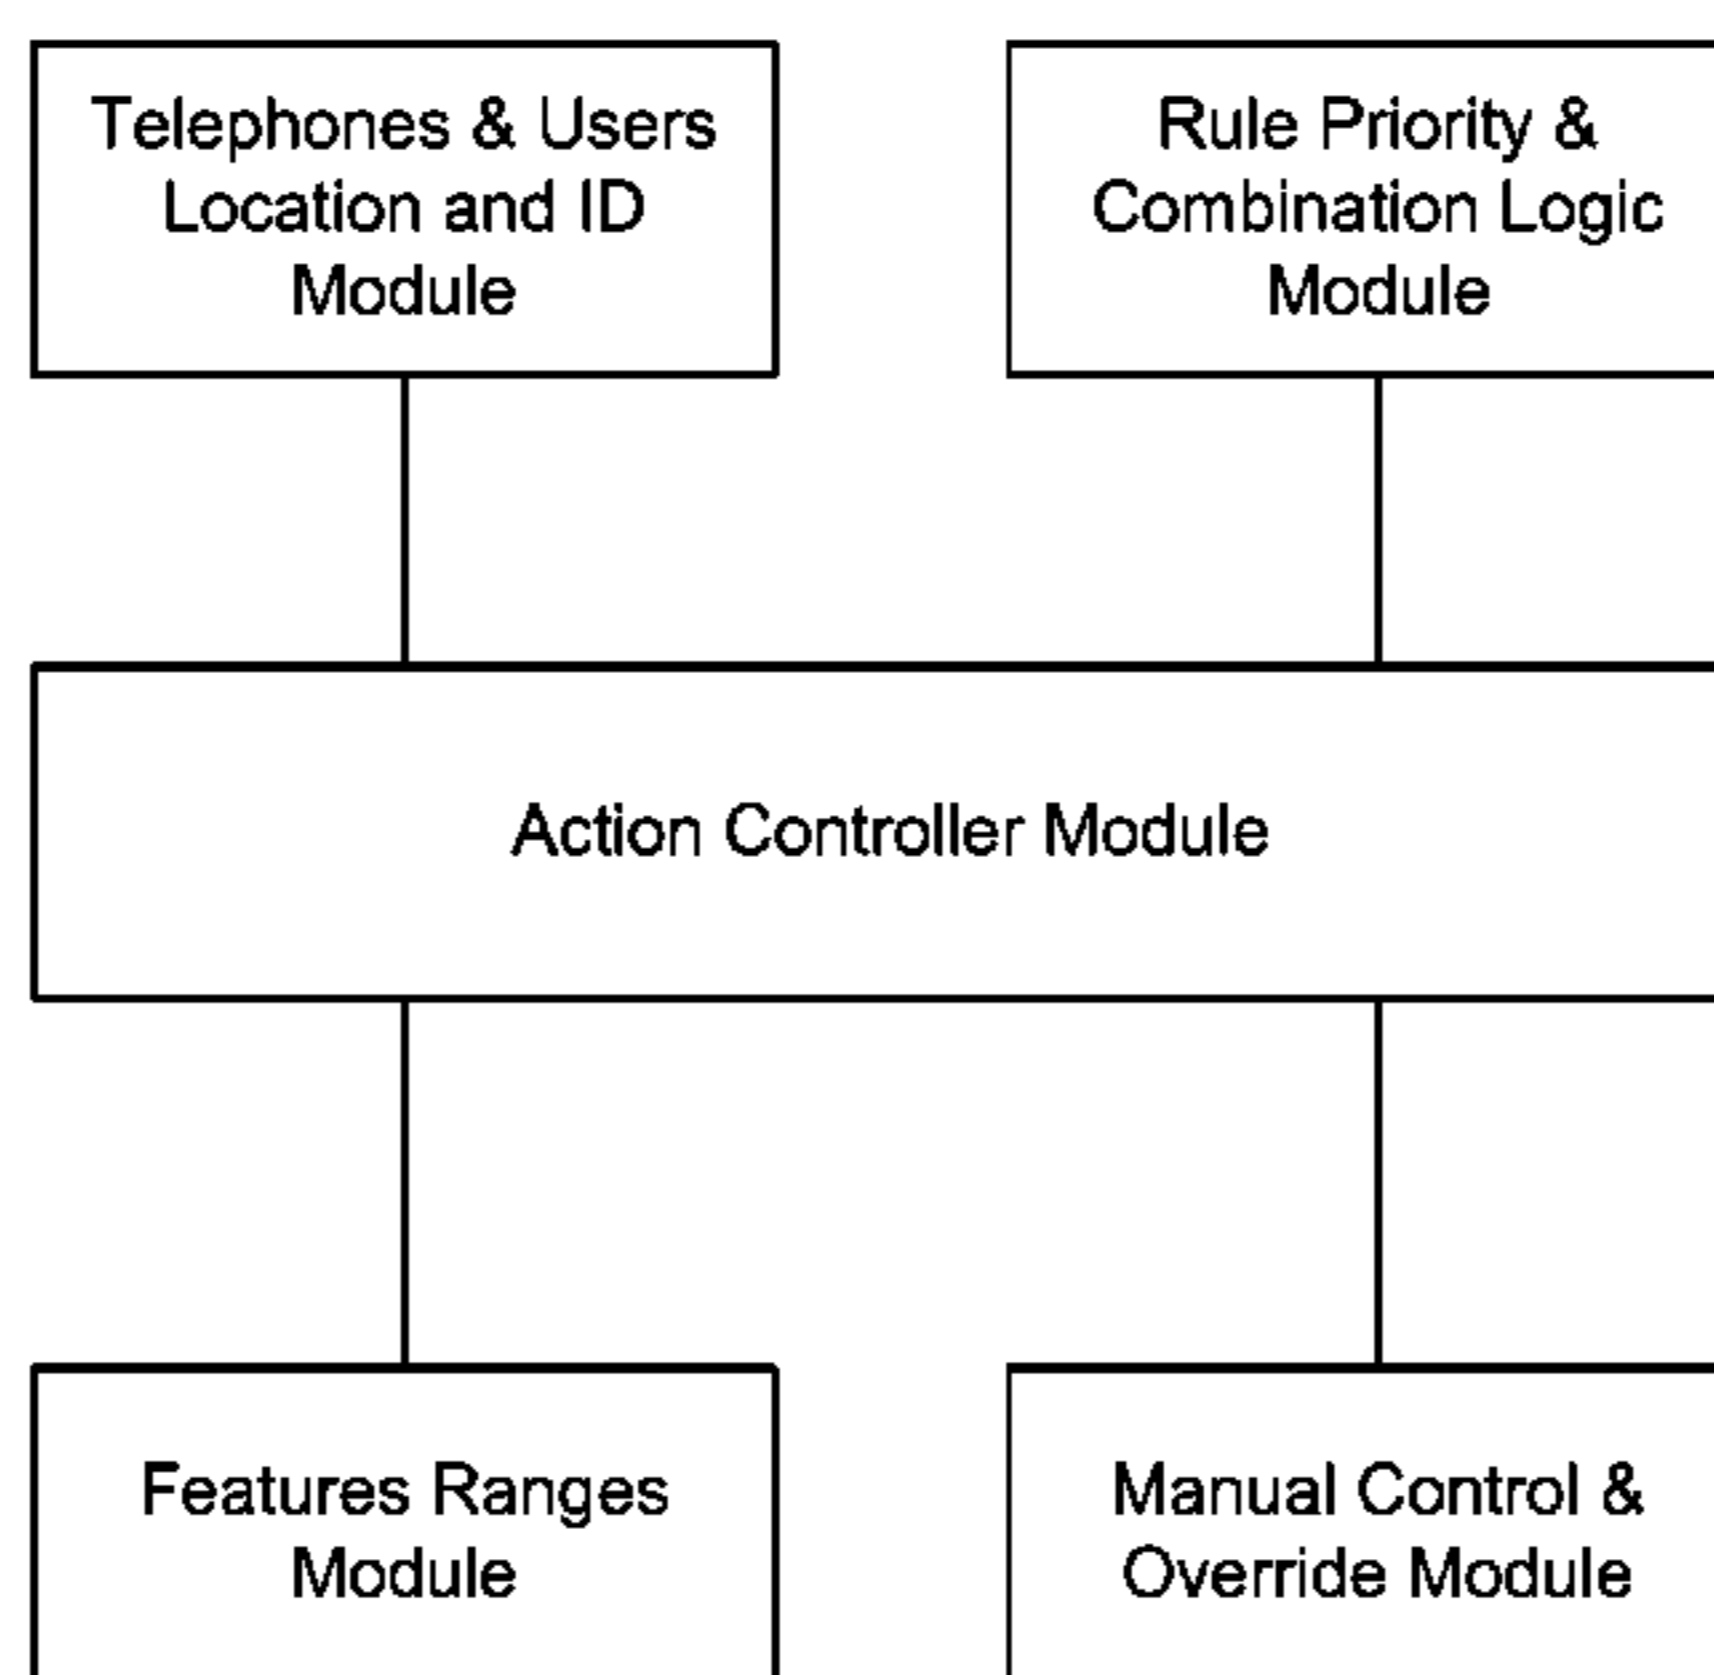 Telephones & Users
Location and ID
Module
Rule Priority &
Combination Logic
Module
Action Controller Module
Features Ranges
Module
Manual Control &
Override Module